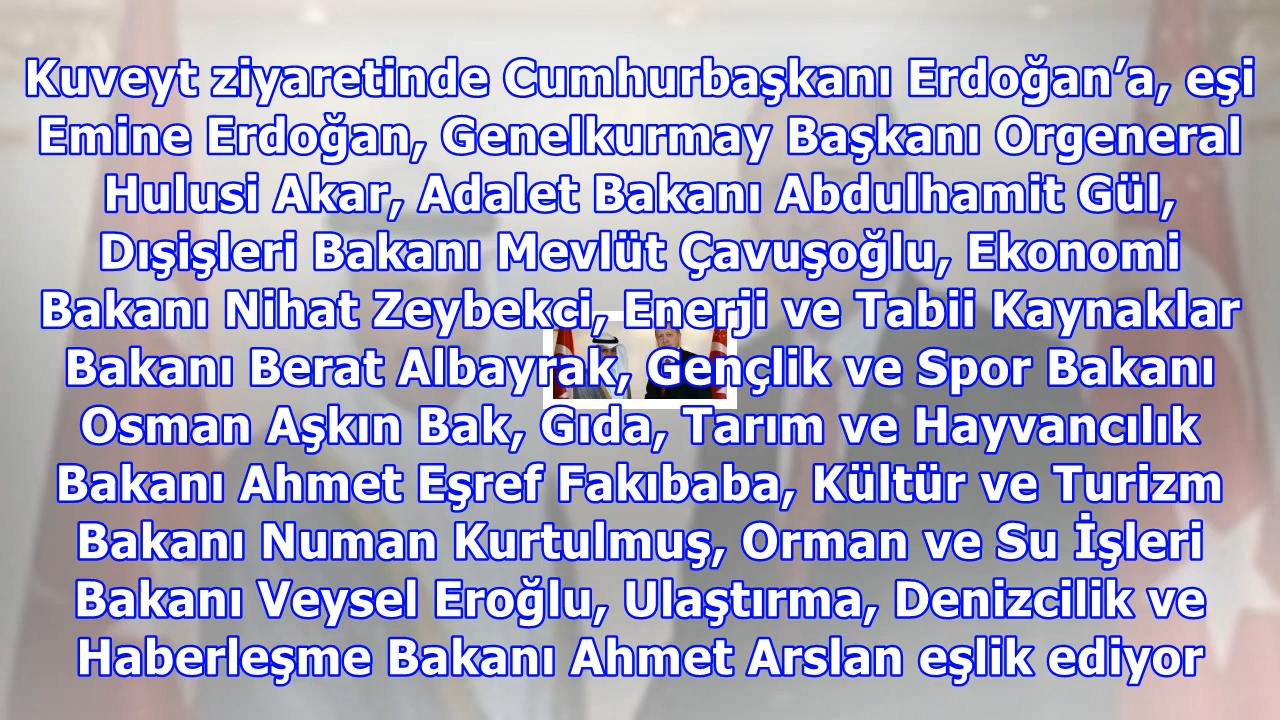 Kuveyt ziyaretinde Cumhurbaşkanı Erdoğan’a, eşi
Emine Erdoğan, Genelkurmay Başkanı Orgeneral
Hulusi Akar, Adalet Bakanı Abdulhamit Gül,
Dışişleri Bakanı Mevlüt Çavuşoğlu, Ekonomi
Bakanı Nihat Zeybekci, Enerji ve Tabii Kaynaklar
Bakanı Berat Albayrak, Gençlik ve Spor Bakanı
Osman Aşkın Bak, Gıda, Tarım ve Hayvancılık
Bakanı Ahmet Eşref Fakıbaba, Kültür ve Turizm
Bakanı Numan Kurtulmuş, Orman ve Su İşleri
Bakanı Veysel Eroğlu, Ulaştırma, Denizcilik ve
Haberleşme Bakanı Ahmet Arslan eşlik ediyor